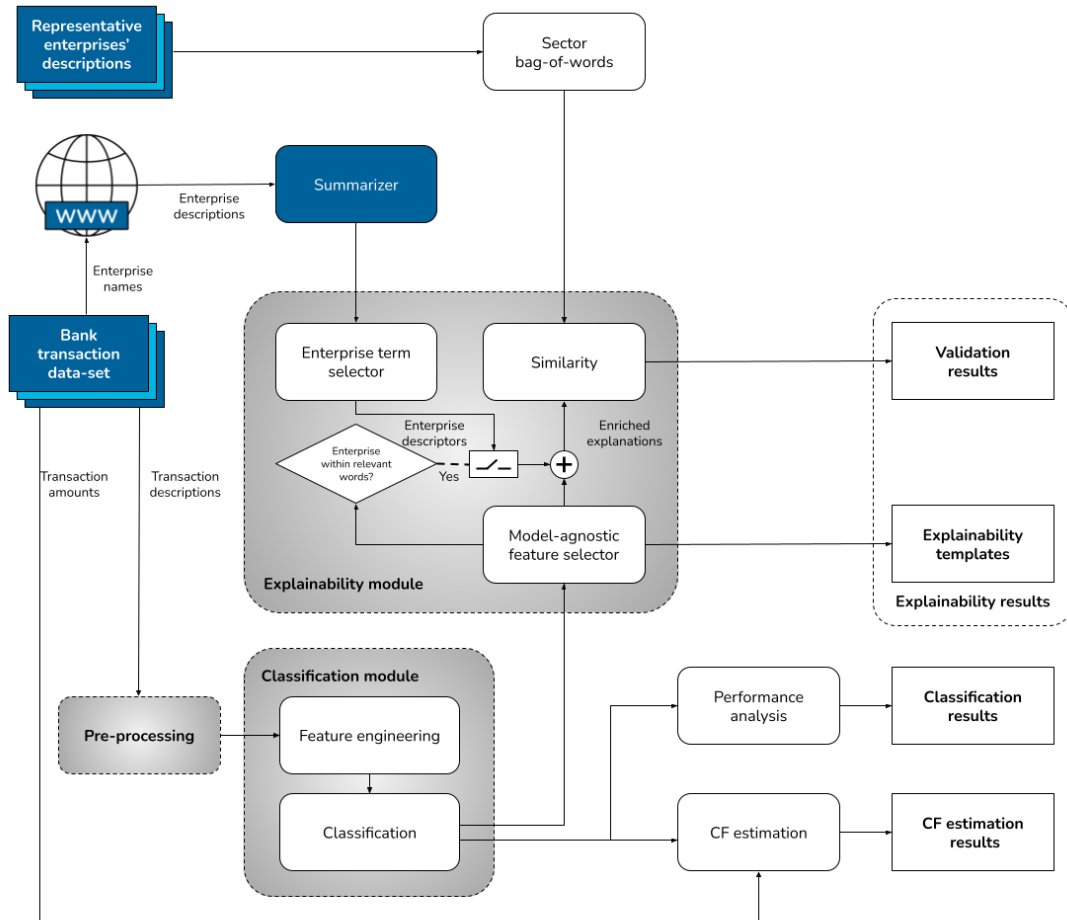 Representative
enterprises'
descriptions
Sector
bag-of-words
WWW
Enterprise
descriptions
Summarizer
Enterprise
names
Bank
transaction
data-set
Enterprise term
selector
Similarity
Validation
results
Enterprise
descriptors
Enriched
explanations
Enterprise
within relevant
words?
Yes
Transaction
amounts
Transaction
descriptions
Model-agnostic
feature selector
Explainability
templates
Explainability module
Explainability results
Classification module
Pre-processing
Feature engineering
Performance
analysis
Classification
results
Classification
CF estimation
CF estimation
results